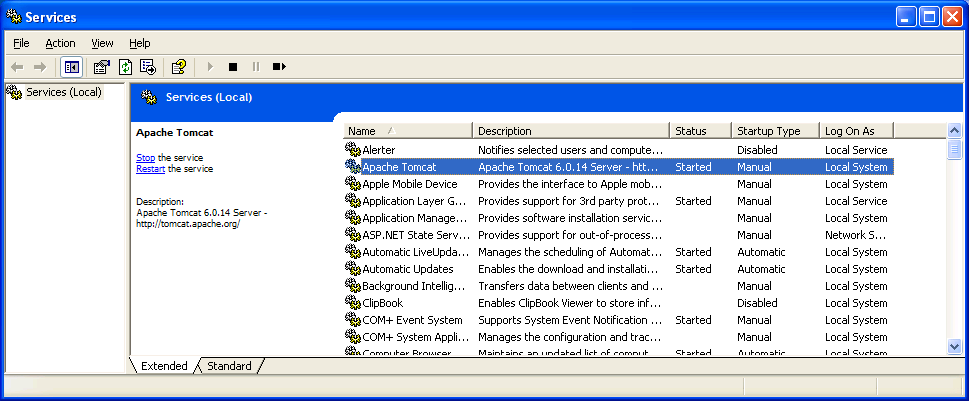 Services
File Action View Help
Services (Local)
Services (Local)
Apache Tomcat
Stop the service
Restart the service
Description:
Apache Tomcat 6.0.14 Server -
http://tomcat.apache.org/
Name Description Status Startup Type Log On As
Alerter Notifies selected users and compute... Disabled Local Service
Apache Tomcat Apache Tomcat 6.0.14 Server - htt... Started Manual Local System
Apple Mobile Device Provides the interface to Apple mob... Manual Local System
Application Layer G... Provides support for 3rd party prot... Started Manual Local Service
Application Manage... Provides software installation servic... Manual Local System
ASP.NET State Serv... Provides support for out-of-process... Manual Network S...
Automatic LiveUpda... Manages the scheduling of Automat... Started Automatic Local System
Automatic Updates Enables the download and installati... Started Automatic Local System
Background Intellig... Transfers data between clients and ... Manual Local System
ClipBook Enables ClipBook Viewer to store inf... Disabled Local System
COM+ Event System Supports System Event Notification ... Started Manual Local System
COM+ System Appli... Manages the configuration and trac... Manual Local System
Computer Browser Maintains an updated list of comput... Started Automatic Local System
Extended Standard